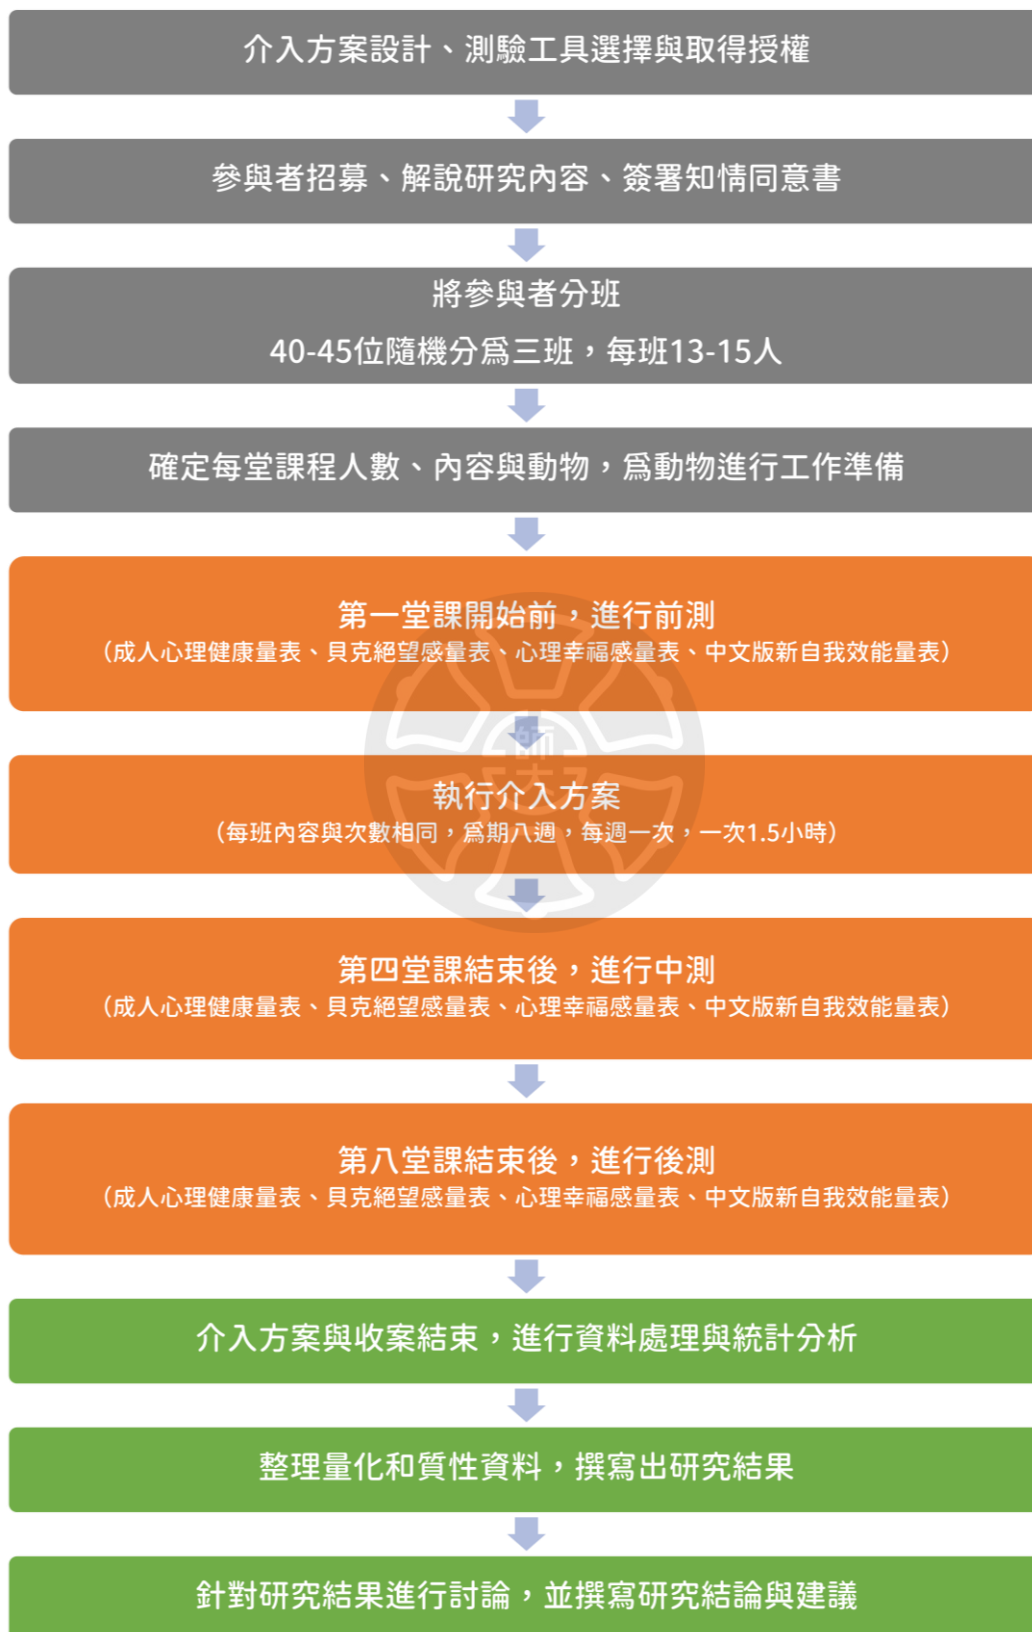 介入方案設計、測驗工具選擇與取得授權
參與者招募、解說研究內容、簽署知情同意書
將參與者分班
40-45位隨機分爲三班，每班13-15人
確定每堂課程人數、內容與動物，爲動物進行工作準備
第一堂課開始前，進行前測
（成人心理健康量表、貝克絕望感量表、心理幸福感量表、中文版新自我效能量表）
師大
執行介入方案
（每班內容與次數相同，爲期八週，每週一次，一次1.5小時）
第四堂課結束後，進行中測
（成人心理健康量表、貝克絕望感量表、心理幸福感量表、中文版新自我效能量表）
第八堂課結束後，進行後測
（成人心理健康量表、貝克絕望感量表、心理幸福感量表、中文版新自我效能量表）
介入方案與收案結束，進行資料處理與統計分析
整理量化和質性資料，撰寫出研究結果
針對研究結果進行討論，並撰寫研究結論與建議